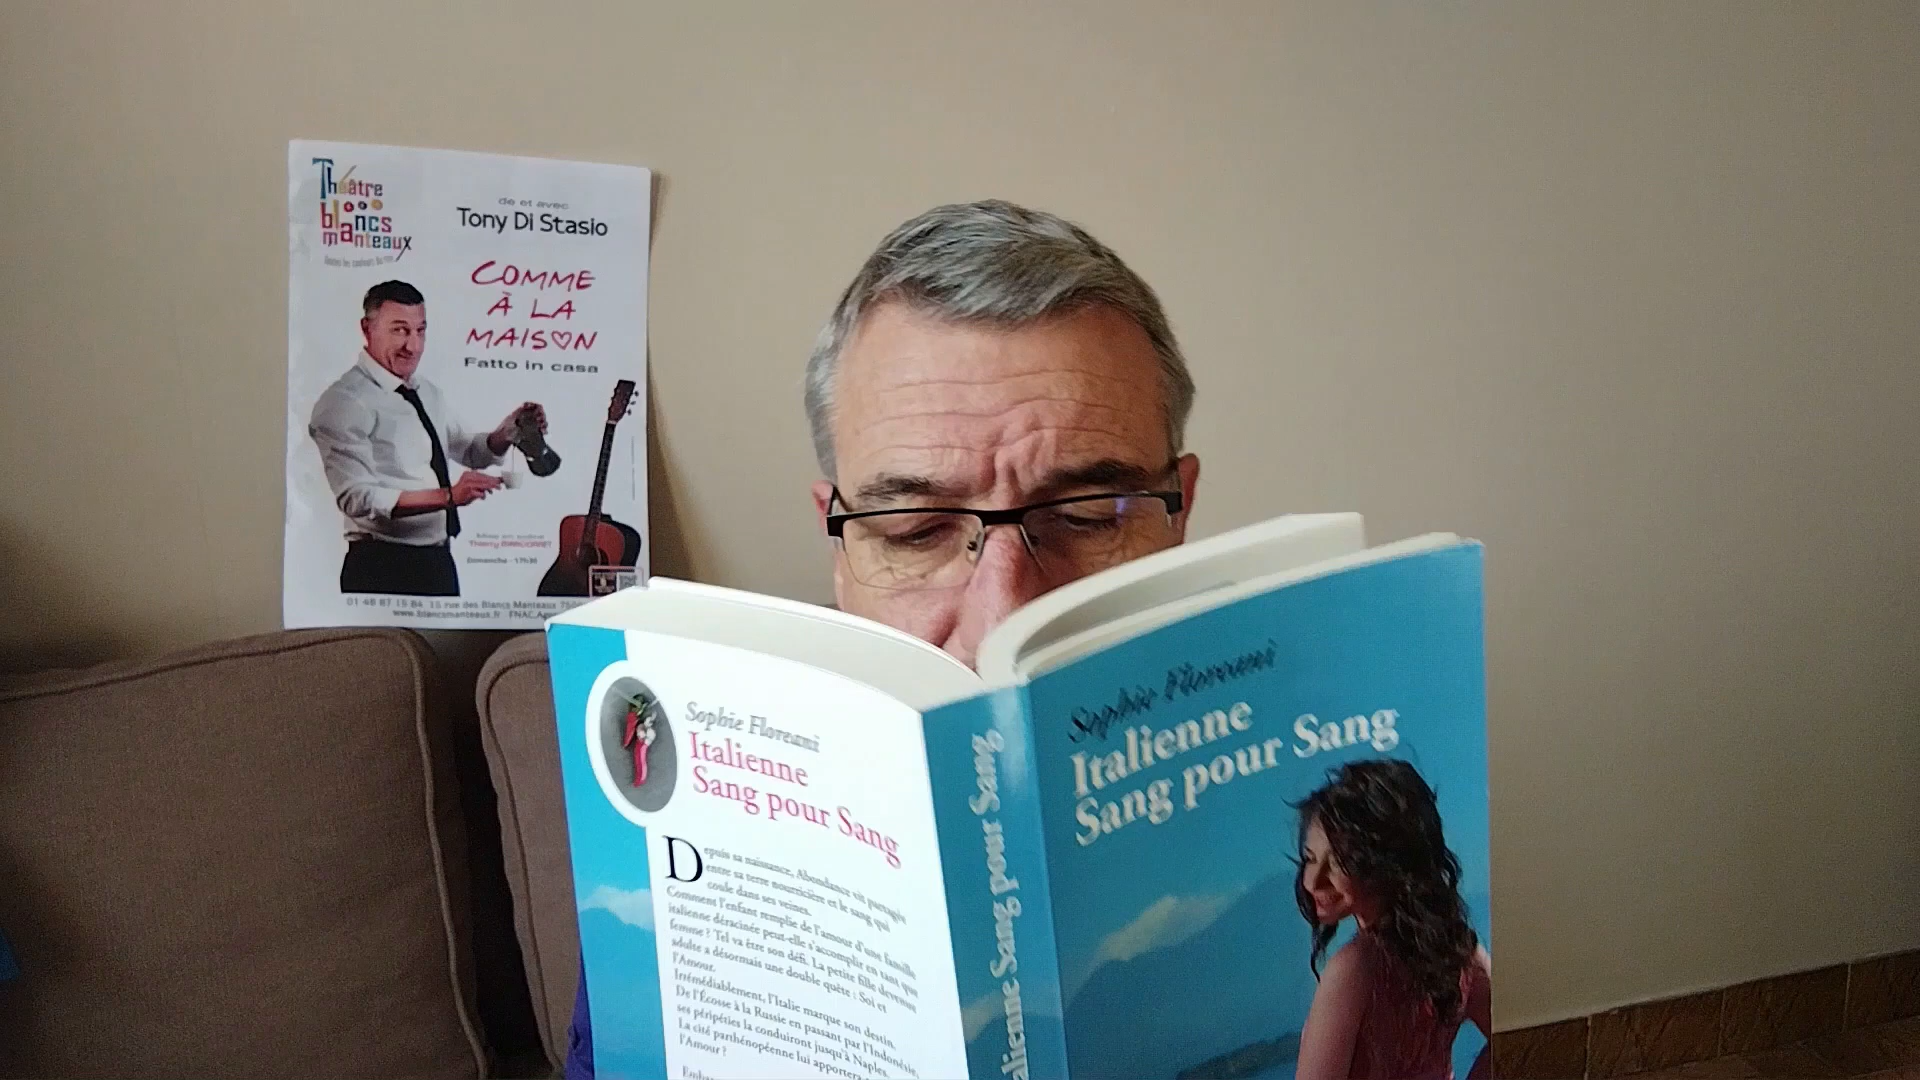 Théâtre
blancs
manteaux
de et avec
Tony Di Stasio
COMME
À LA
MAISON
Fatto in casa
Mise en scène
Thierry
Dimanche - 17h30
01 48 87 15 84 15 rue des Blancs Manteaux
www.blancsmanteaux.fr FNAC,
Sophie Floreani
Italienne
Sang pour Sang
Depuis sa naissance, Abondance vit partagée
entre sa terre nourricière et le sang qui
coule dans ses veines.
Comment l'enfant remplie de l'amour d'une famille
italienne déracinée peut-elle s'accomplir en tant que
femme ? Tel va être son défi. La petite fille devenue
adulte a désormais une double quête : Soi et
l'Amour.
Irrémédiablement, l'Italie marque son destin.
De l'Écosse à la Russie en passant par l'Indonésie,
ses péripéties la conduiront jusqu'à Naples.
La cité parthénopéenne lui apportera
l'Amour ?
alienne Sang pour Sang
Sophie Floreani
Italienne
Sang pour Sang